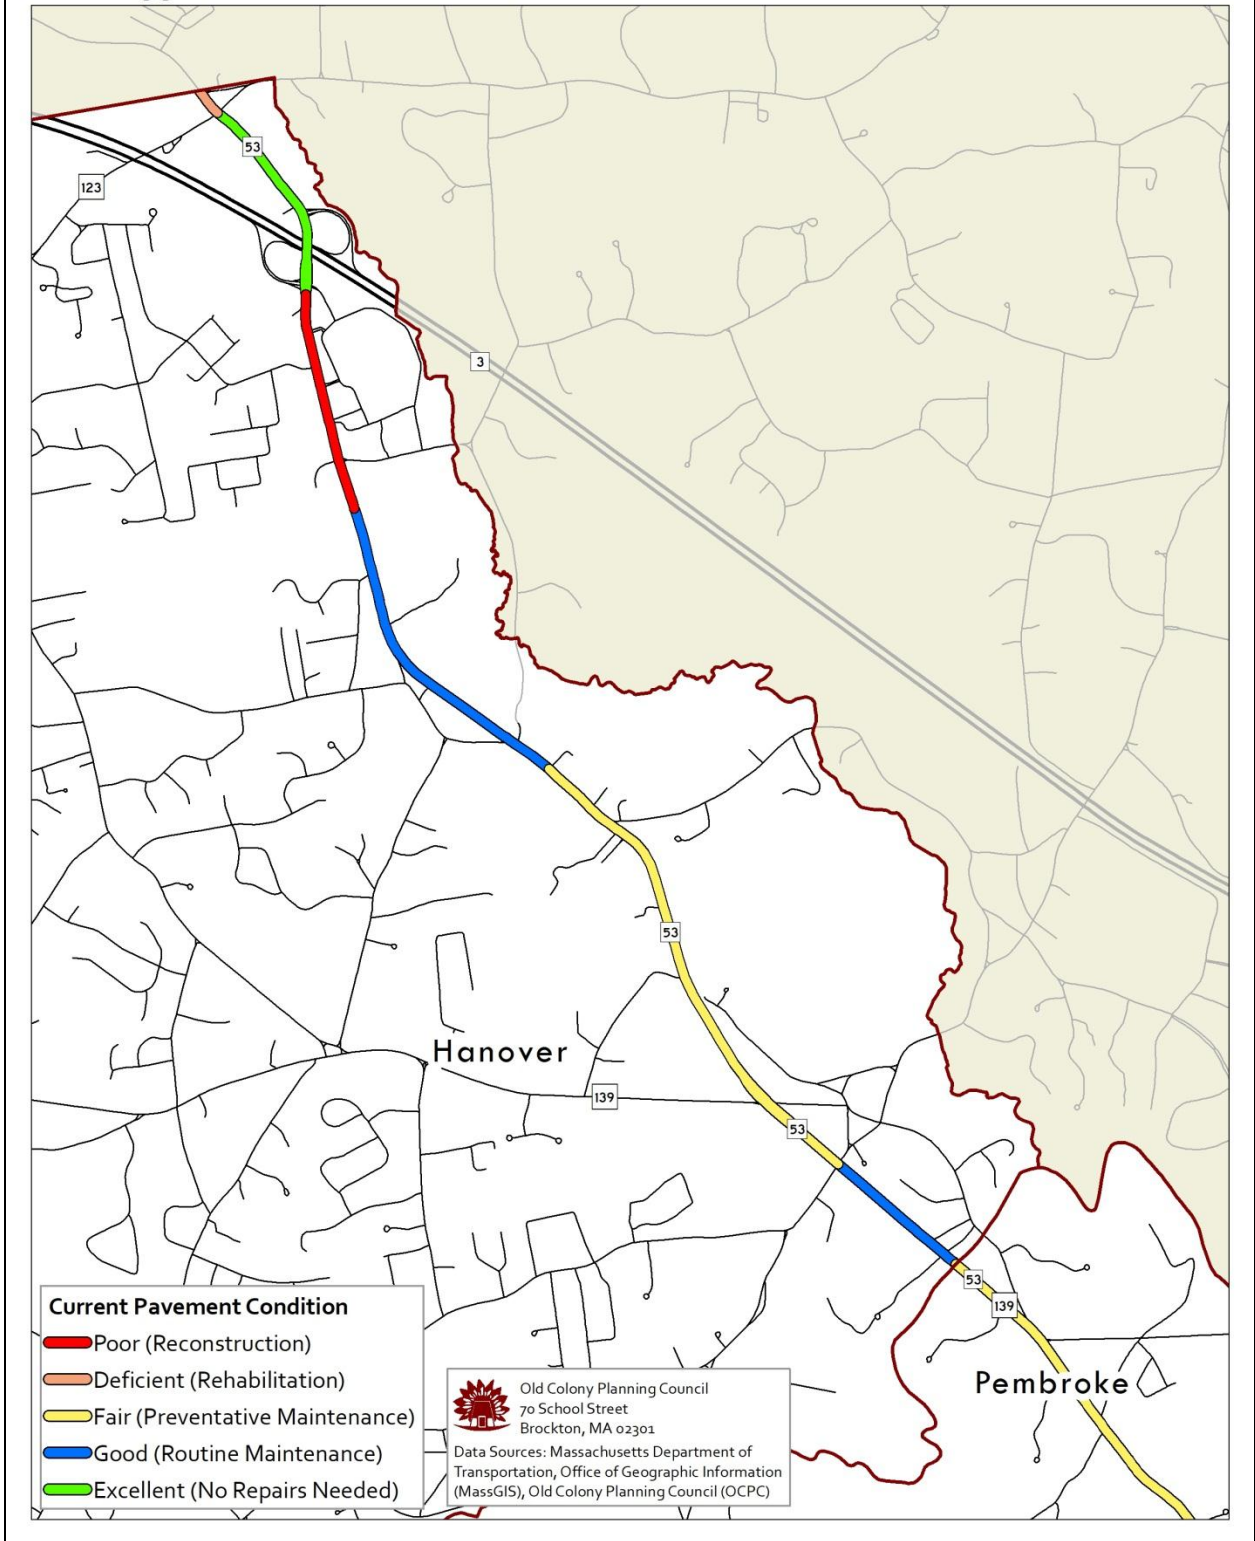 53
123
3
53
Hanover
139
53
53
139
Pembroke
Current Pavement Condition
Poor (Reconstruction)
Deficient (Rehabilitation)
Fair (Preventative Maintenance)
Good (Routine Maintenance)
Excellent (No Repairs Needed)
Old Colony Planning Council
70 School Street
Brockton, MA 02301
Data Sources: Massachusetts Department of
Transportation, Office of Geographic Information
(MassGIS), Old Colony Planning Council (OCPC)